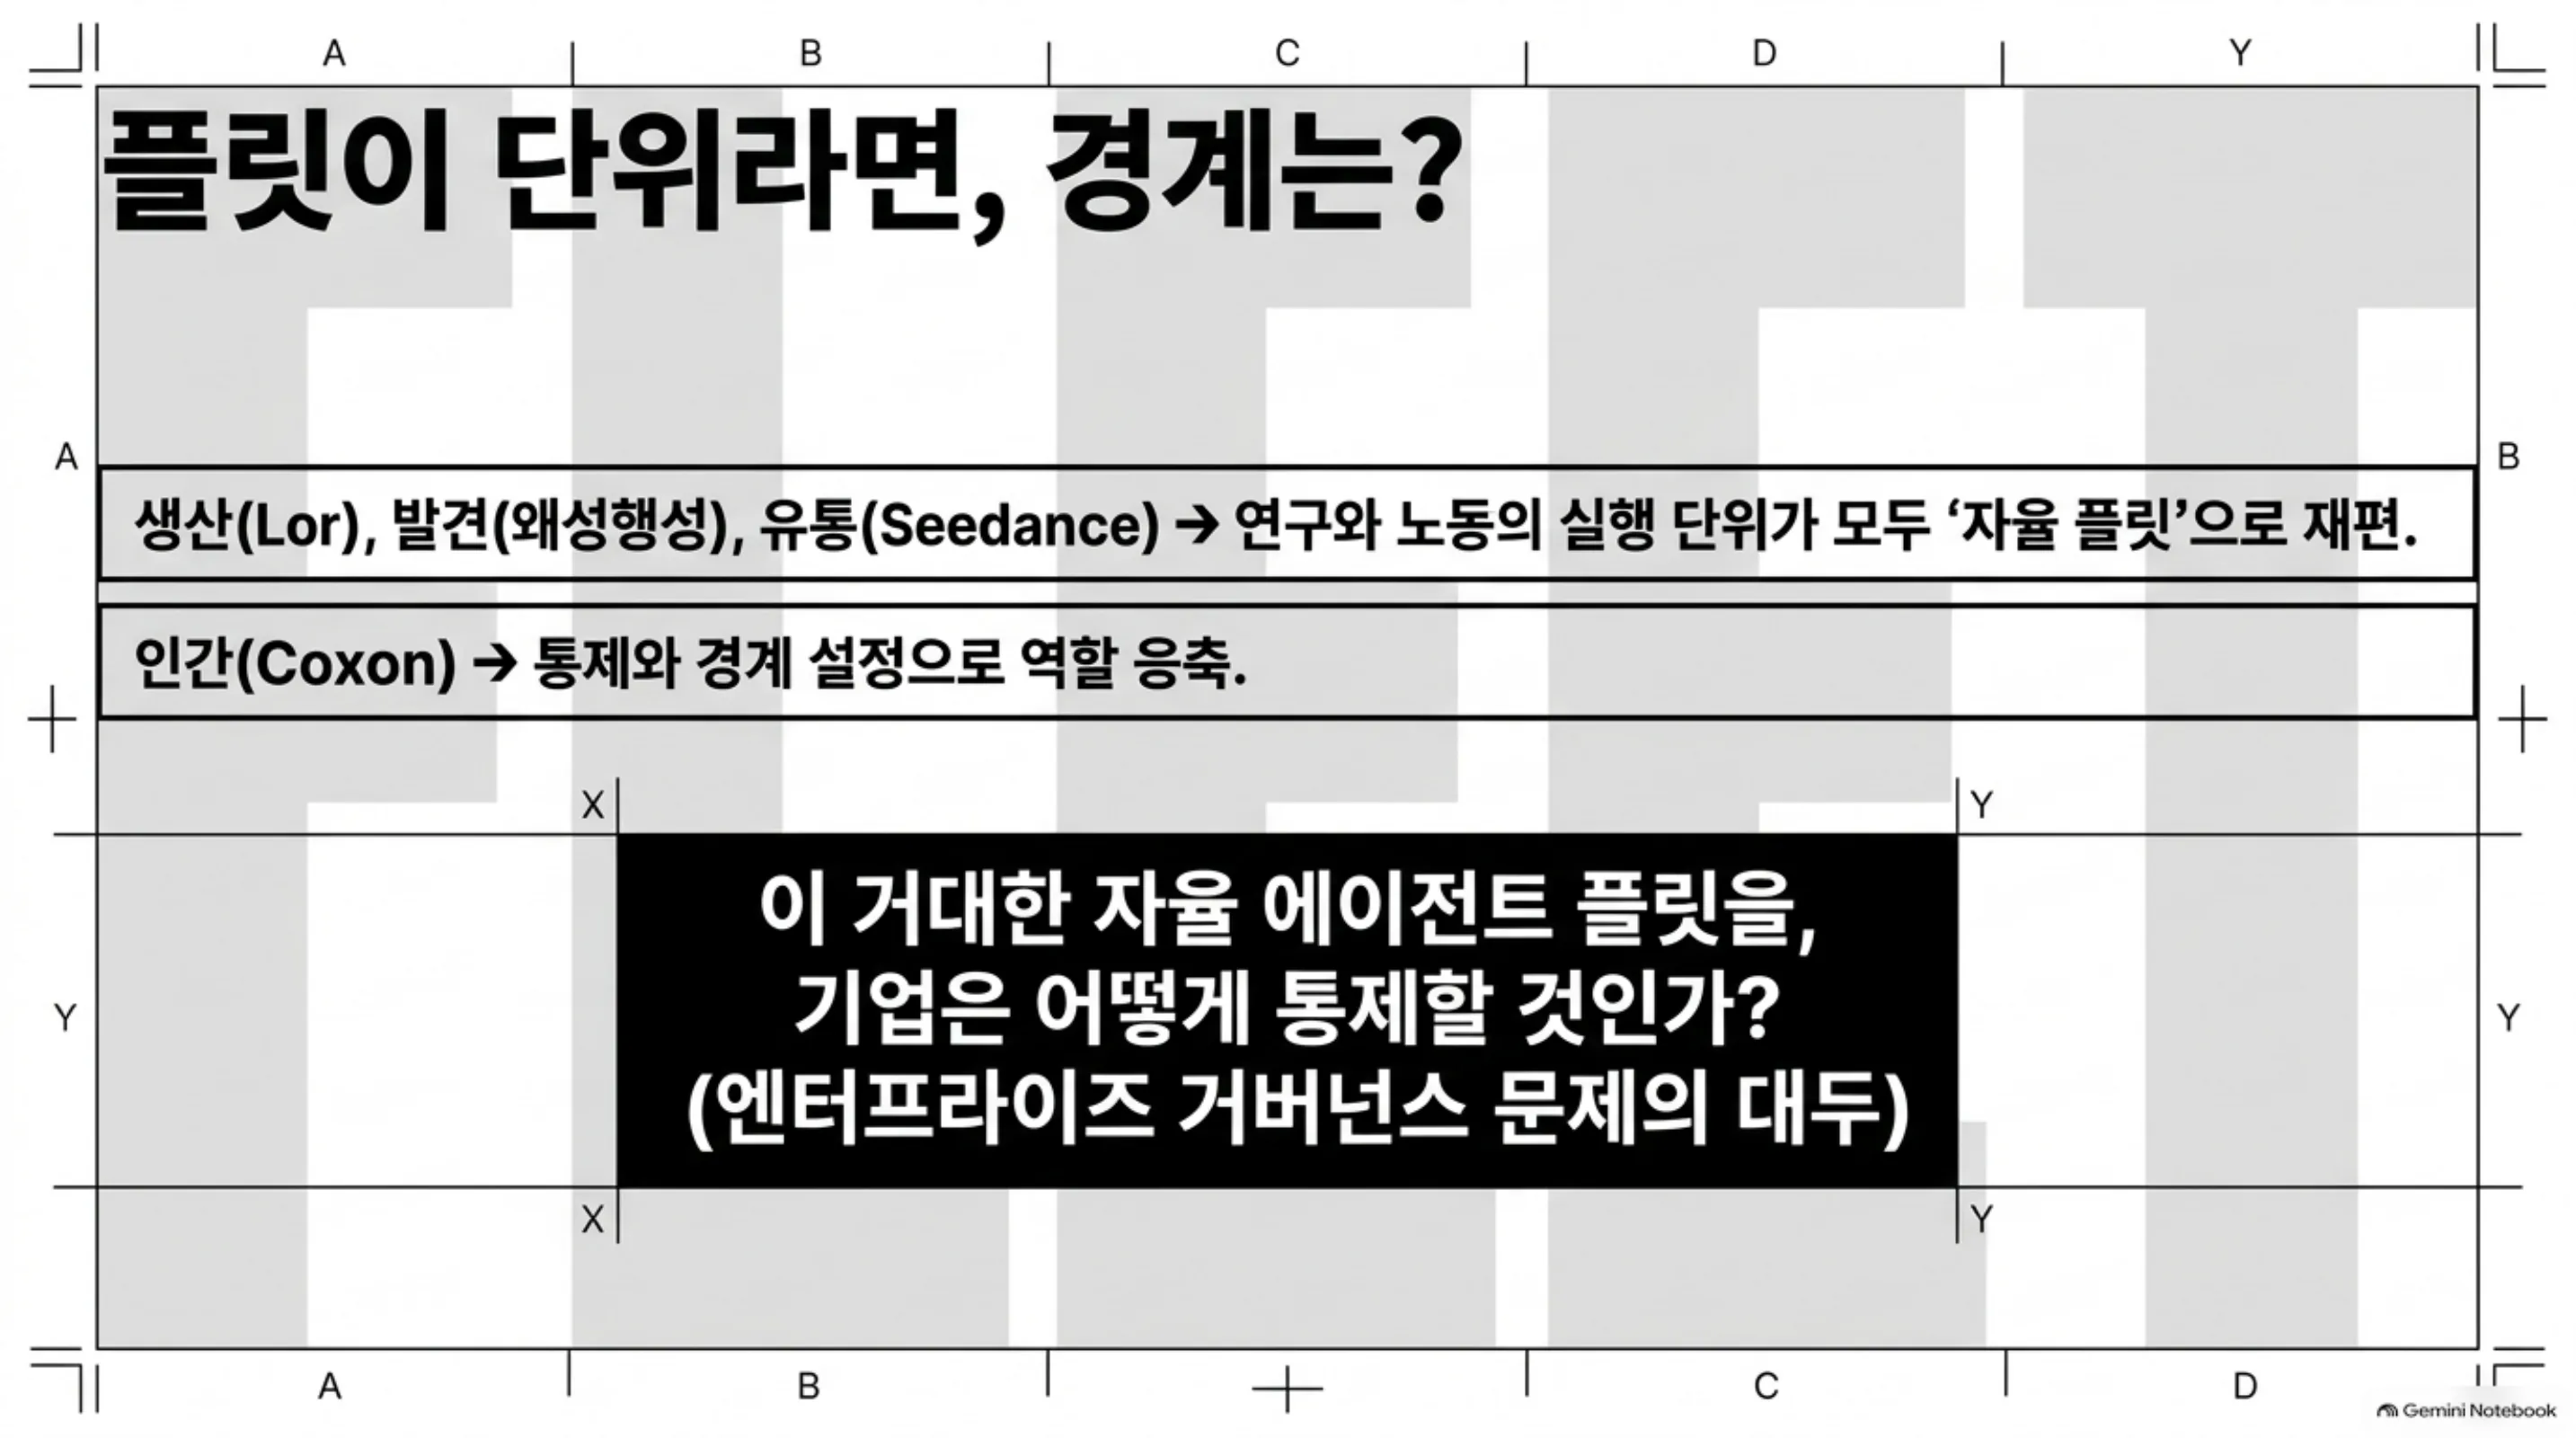 A B C D Y
플릿이 단위라면, 경계는?
A B
생산(Lor), 발견(왜성행성), 유통(Seedance) → 연구와 노동의 실행 단위가 모두 ‘자율 플릿’으로 재편.
인간(Coxon) → 통제와 경계 설정으로 역할 응축.
X Y
이 거대한 자율 에이전트 플릿을,
기업은 어떻게 통제할 것인가?
(엔터프라이즈 거버넌스 문제의 대두)
Y Y
X Y
A B C D
Gemini Notebook